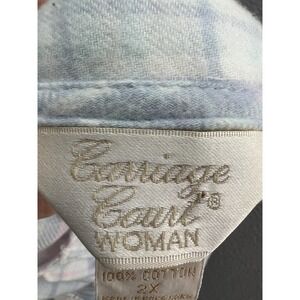 Carriage
Court®
WOMAN
100% COTTON
2X